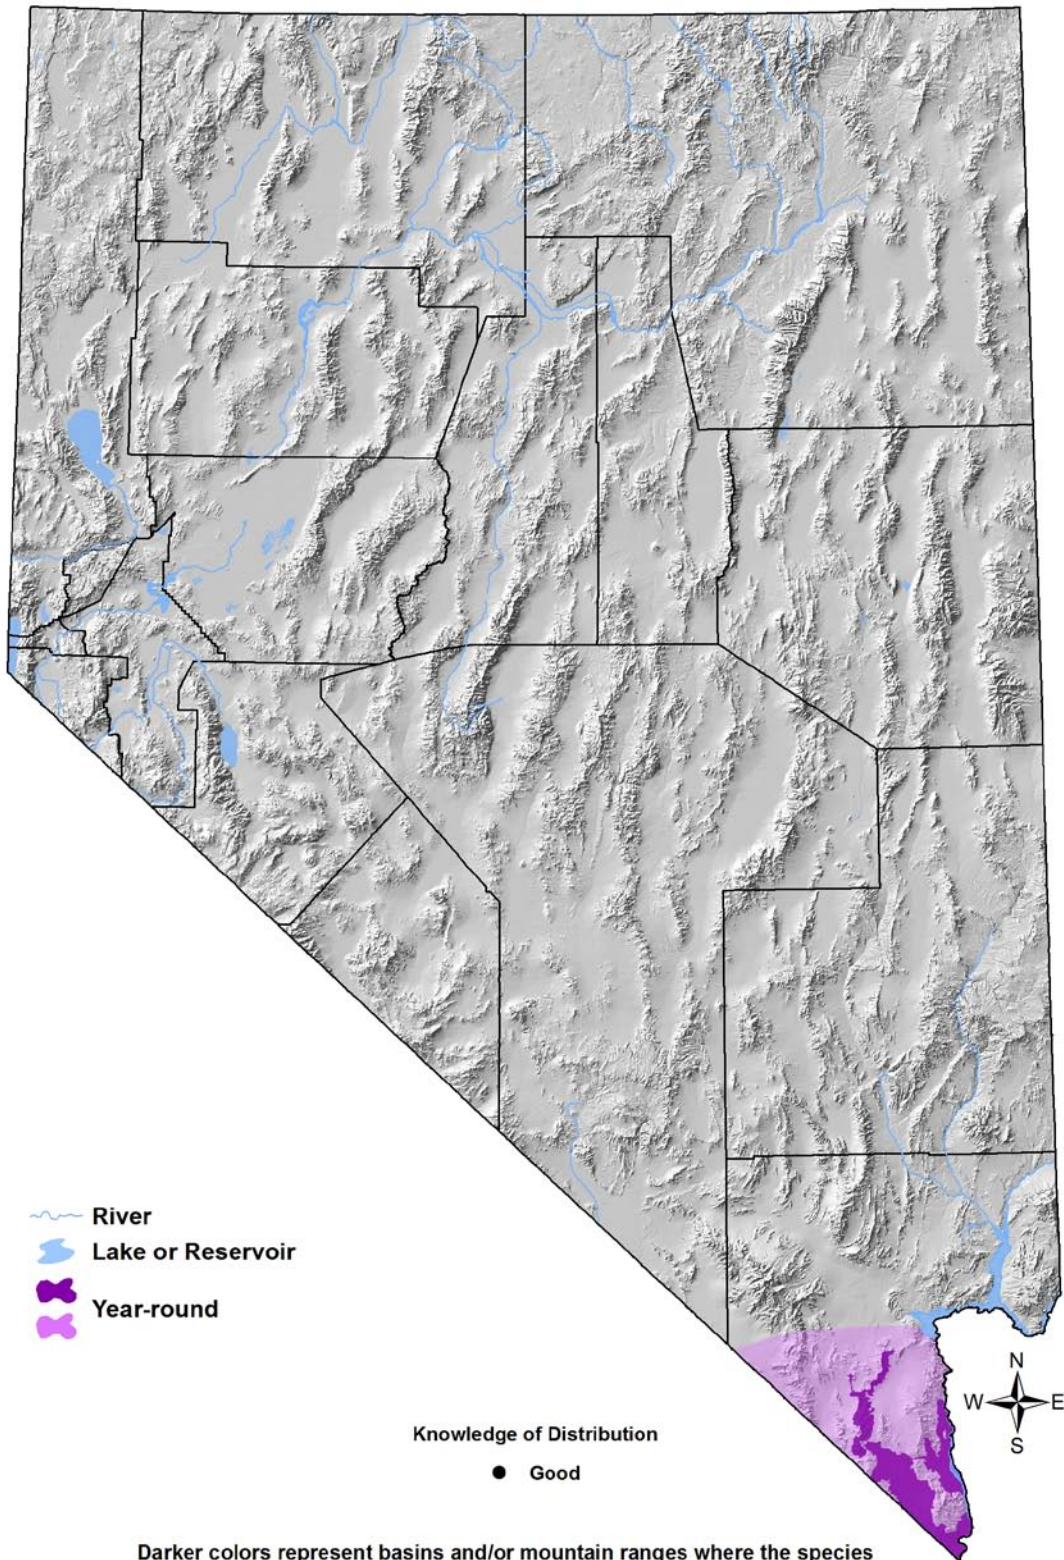 River
Lake or Reservoir
Year-round
N
W E
S
Knowledge of Distribution
● Good
Darker colors represent basins and/or mountain ranges where the species